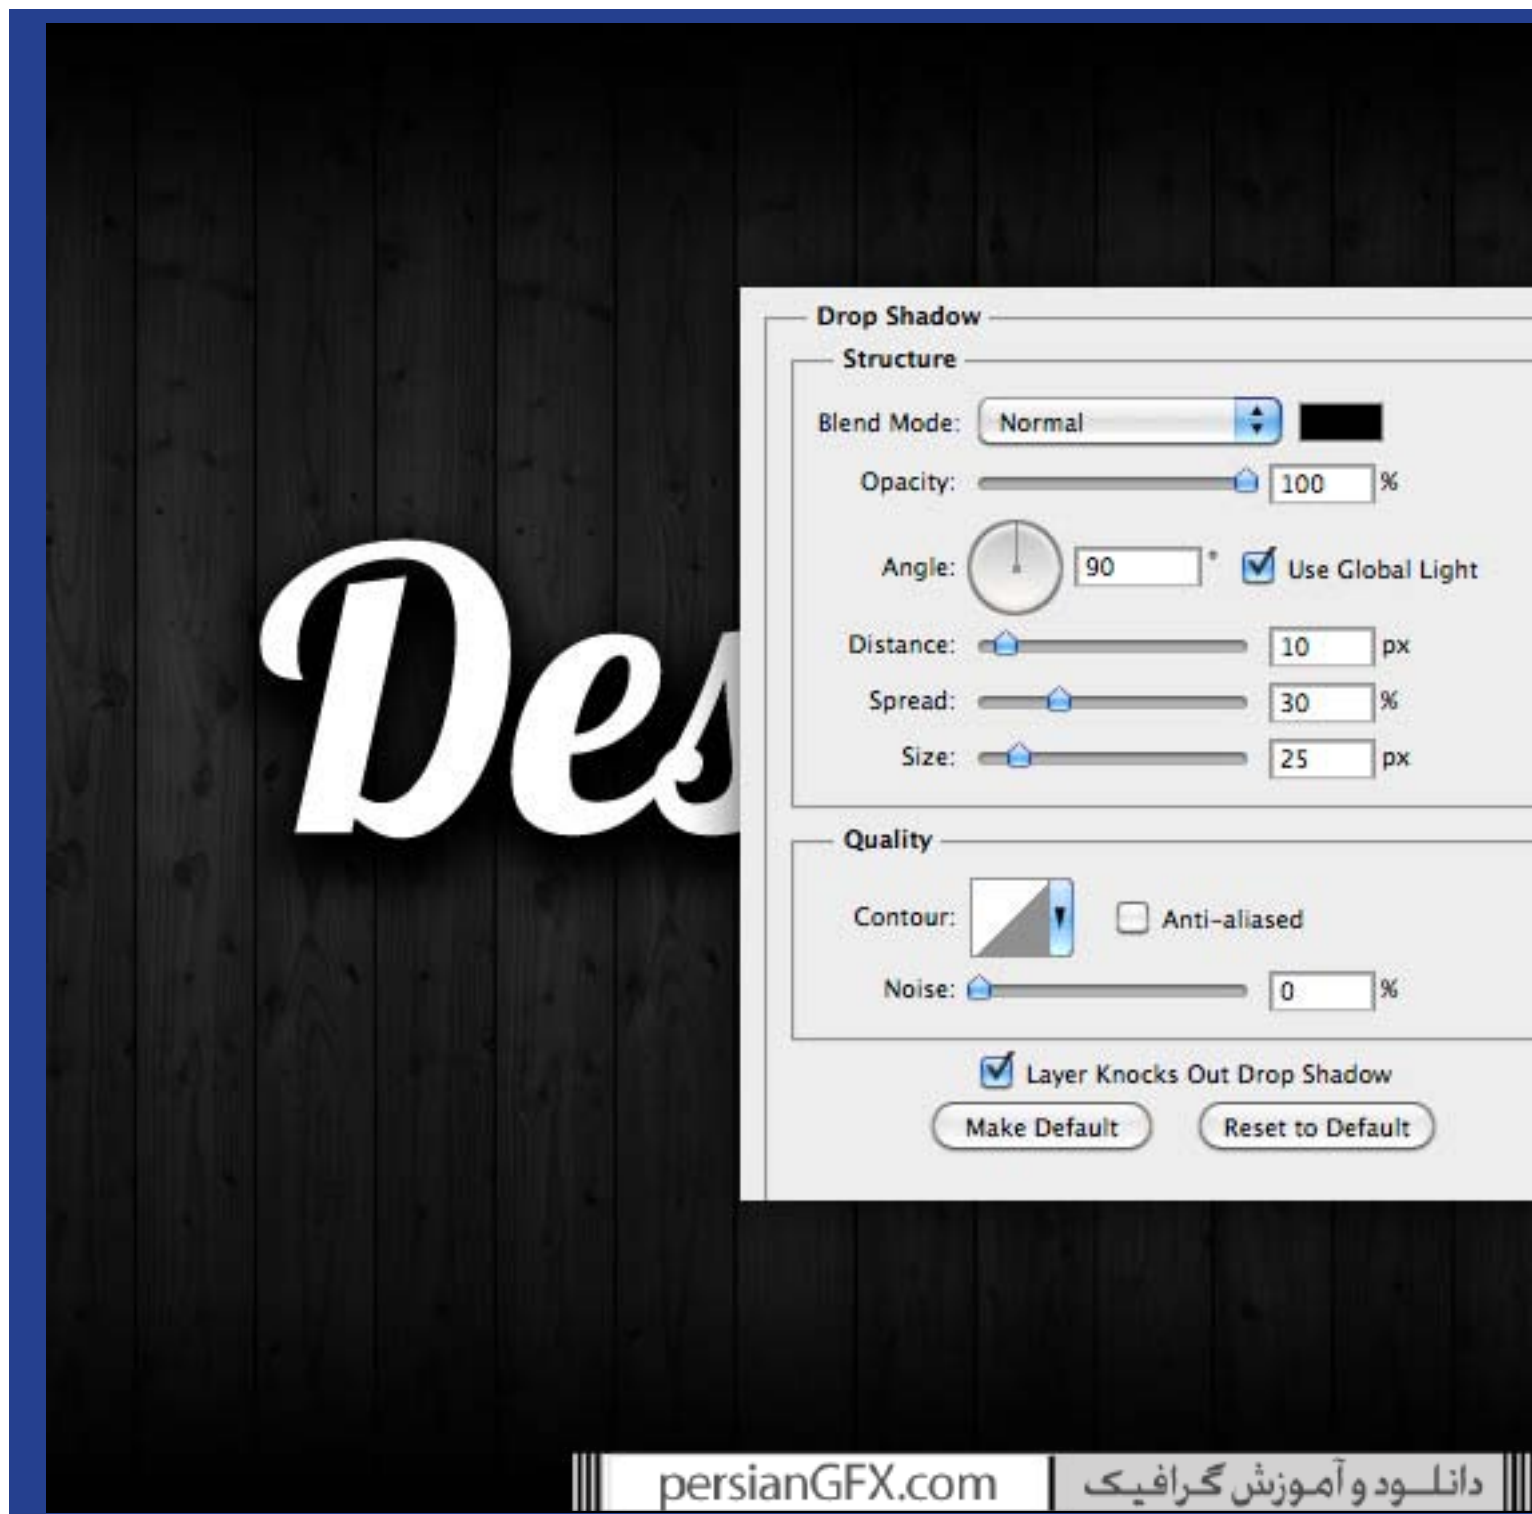 Des
Drop Shadow
Structure
Blend Mode: Normal
Opacity: 100 %
Angle: 90 ° Use Global Light
Distance: 10 px
Spread: 30 %
Size: 25 px
Quality
Contour: Anti-aliased
Noise: 0 %
Layer Knocks Out Drop Shadow
Make Default Reset to Default
persianGFX.com دانلــود و آموزش گرافیک